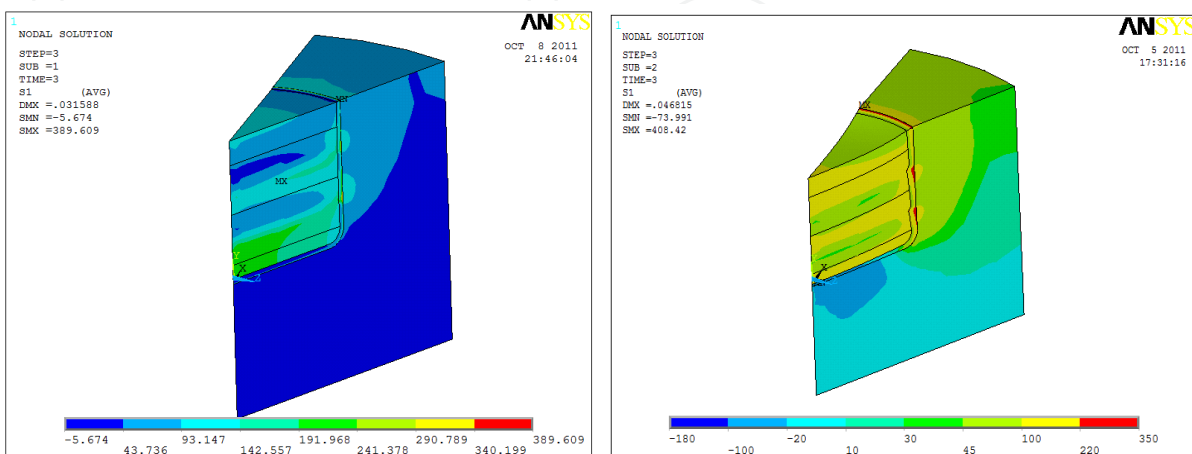 1
ANSYS
NODAL SOLUTION
OCT 8 2011
21:46:04
STEP=3
SUB =1
TIME=3
S1 (AVG)
DMX =.031588
SMN =-5.674
SMX =389.609
MN
MX
Y
X
Z
-5.674 93.147 191.968 290.789 389.609
43.736 142.557 241.378 340.199
1
ANSYS
NODAL SOLUTION
OCT 5 2011
17:31:16
STEP=3
SUB =2
TIME=3
S1 (AVG)
DMX =.046815
SMN =-73.991
SMX =408.42
MX
X
-180 -20 30 100 350
-100 10 45 220